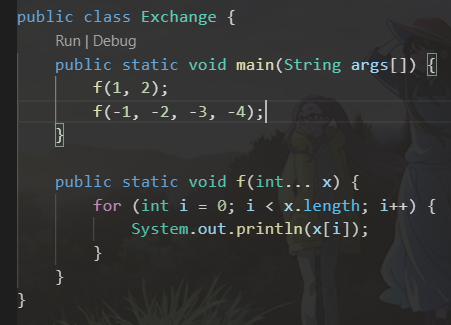 public class Exchange {
Run | Debug
public static void main(String args[]) {
f(1, 2);
f(-1, -2, -3, -4);
}
public static void f(int... x) {
for (int i = 0; i < x.length; i++) {
System.out.println(x[i]);
}
}
}